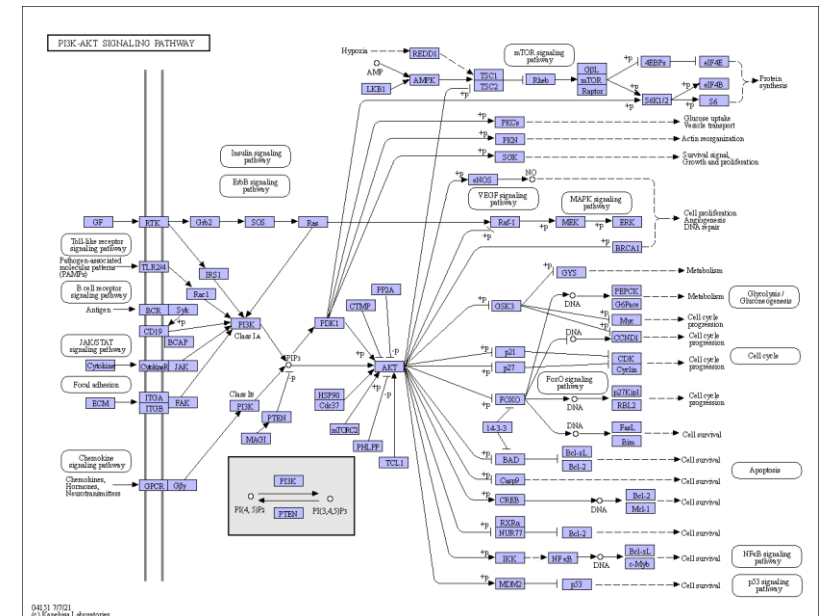 PI3K-AKT SIGNALING PATHWAY
Hypoxia
REDD1
mTOR signaling
pathway
AMP
LKB1
AMPK
TSC1
TSC2
Rheb
GβL
mTOR
Raptor
4EBPs
eIF4E
eIF4B
S6K1/2
S6
Protein
synthesis
+p
+p
+p
+p
+p
+p
PKCs
Glucose uptake
Vesicle transport
PKN
Actin reorganization
SGK
Survival signal,
Growth and proliferation
Insulin signaling
pathway
ErbB signaling
pathway
eNOS
NO
VEGF signaling
pathway
MAPK signaling
pathway
GF
RTK
Grb2
SOS
Ras
Raf-1
MEK
ERK
BRCA1
Cell proliferation
Angiogenesis
DNA repair
Toll-like receptor
signaling pathway
Pathogen-associated
molecular patterns
(PAMPs)
TLR2/4
IRS1
Rac1
B cell receptor
signaling pathway
Antigen
BCR
Syk
+p
CD19
BCAP
PI3K
Class IA
JAK/STAT
signaling pathway
Cytokine
CytokineR
JAK
Focal adhesion
ECM
ITGA
ITGB
FAK
Chemokine
signaling pathway
Chemokines,
Hormones,
Neurotransmitters
GPCR
Gβγ
Class IB
PI3K
PIP3
-p
PTEN
MAGI
PDK1
CTMP
PP2A
-p
+p
AKT
HSP90
Cdc37
mTORC2
PHLPP
TCL1
PI3K
PI(4, 5)P2
PTEN
PI(3,4,5)P3
GSK3
GYS
Metabolism
PEPCK
G6Pase
DNA
Metabolism
Glycolysis /
Gluconeogenesis
Myc
Cell cycle
progression
CCND1
DNA
Cell cycle
progression
p21
p27
CDK
Cyclin
Cell cycle
progression
Cell cycle
FoxO signaling
pathway
FOXO
DNA
p27Kip1
RBL2
Cell cycle
progression
14-3-3
DNA
FasL
Bim
Cell survival
BAD
Bcl-xL
Bcl-2
Cell survival
Apoptosis
Casp9
Cell survival
CREB
DNA
Bcl-2
Mcl-1
Cell survival
RXRα
NUR77
Bcl-2
Cell survival
IKK
NFκB
DNA
Bcl-xL
c-Myb
Cell survival
NFκB signaling
pathway
MDM2
p53
Cell survival
p53 signaling
pathway
04151 7/7/21
(c) Kanehisa Laboratories